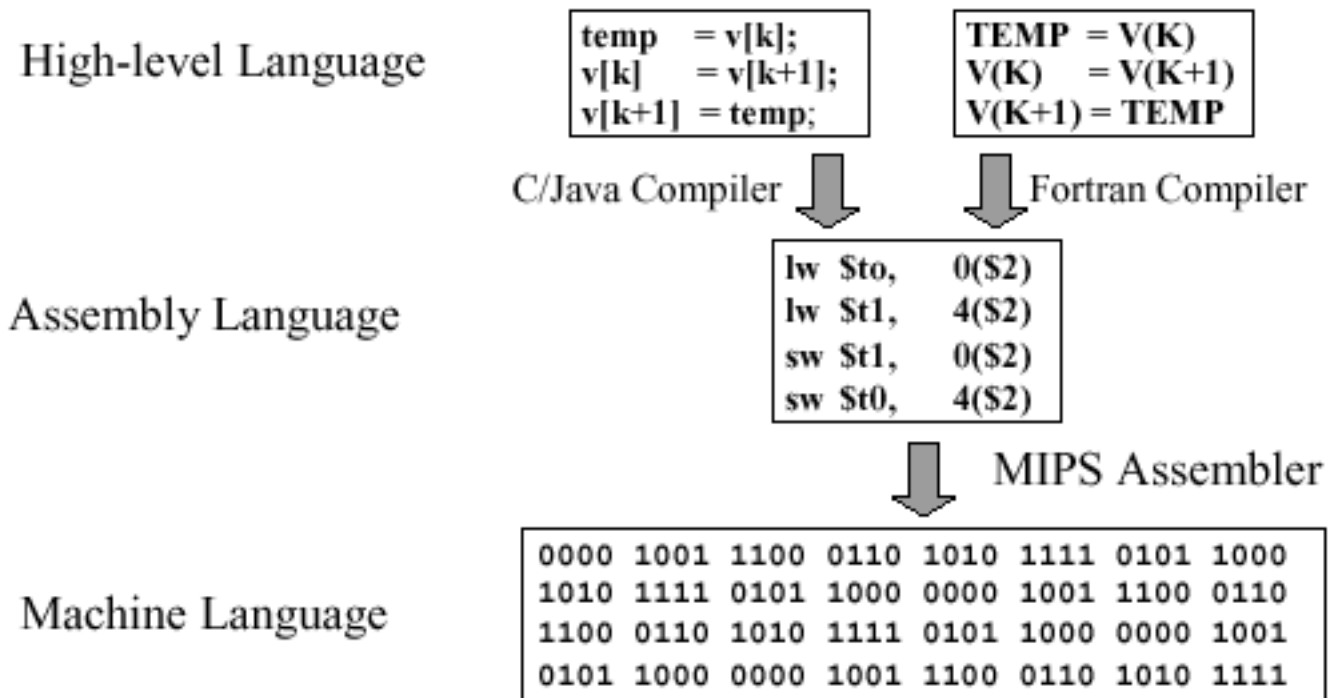 High-level Language
temp = v[k];
v[k] = v[k+1];
v[k+1] = temp;
TEMP = V(K)
V(K) = V(K+1)
V(K+1) = TEMP
C/Java Compiler
Fortran Compiler
Assembly Language
lw $to, 0($2)
lw $t1, 4($2)
sw $t1, 0($2)
sw $t0, 4($2)
MIPS Assembler
Machine Language
0000 1001 1100 0110 1010 1111 0101 1000
1010 1111 0101 1000 0000 1001 1100 0110
1100 0110 1010 1111 0101 1000 0000 1001
0101 1000 0000 1001 1100 0110 1010 1111